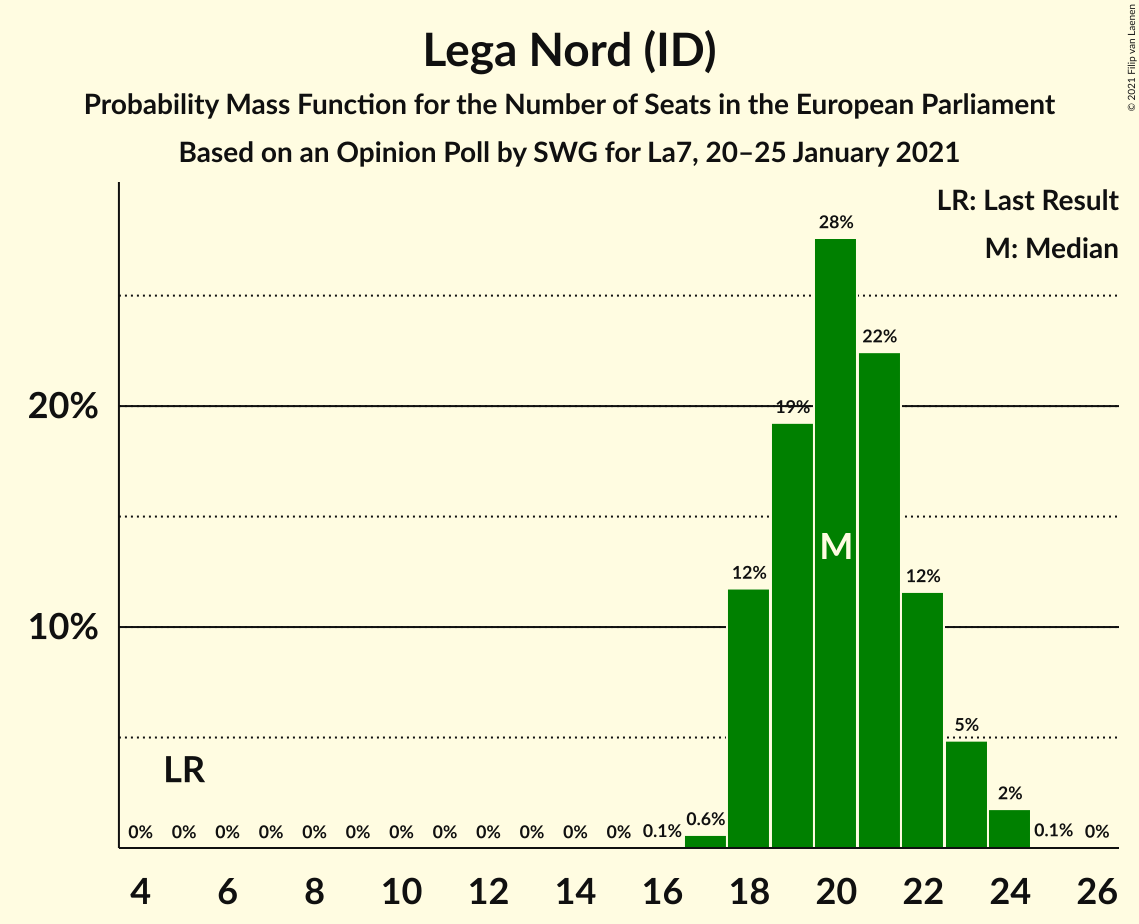 Lega Nord (ID)
Probability Mass Function for the Number of Seats in the European Parliament
Based on an Opinion Poll by SWG for La7, 20–25 January 2021
© 2021 Filip van Laenen
LR: Last Result
M: Median
28%
22%
20%
19%
M
12%
12%
10%
5%
LR
2%
0% 0% 0% 0% 0% 0% 0% 0% 0% 0% 0% 0% 0.1% 0.6% 0.1% 0%
4 6 8 10 12 14 16 18 20 22 24 26